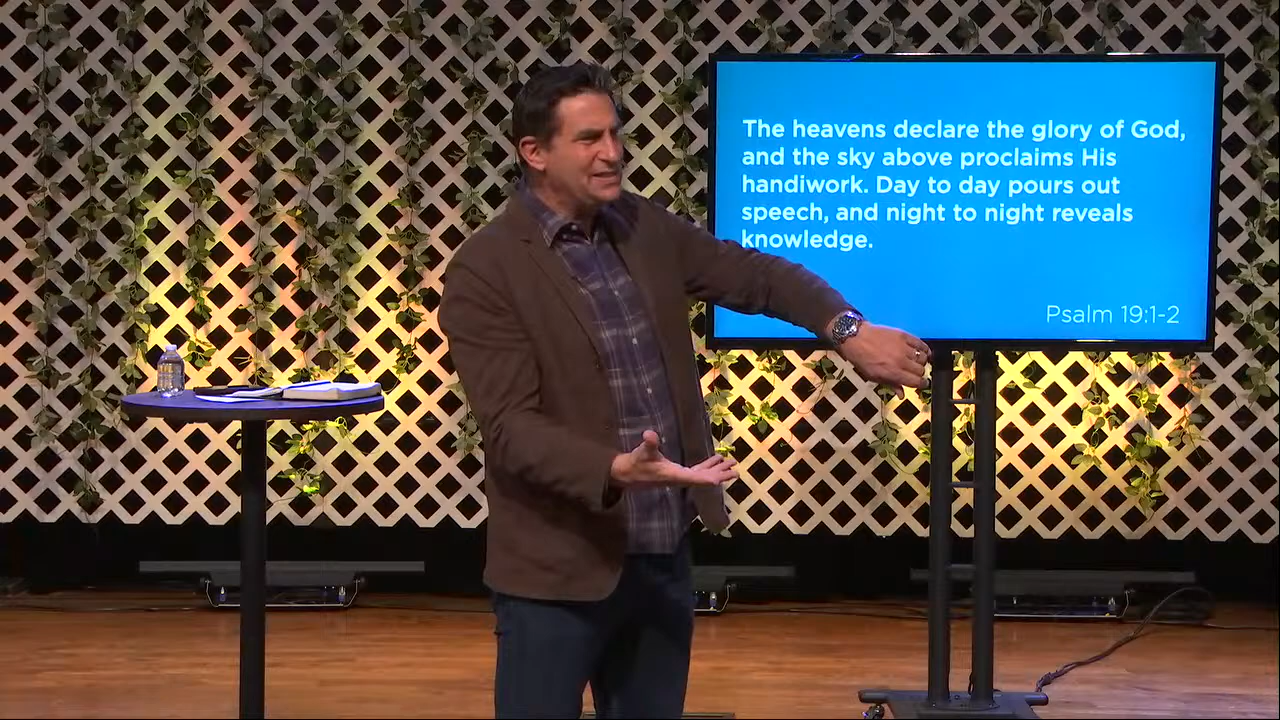 The heavens declare the glory of God,
and the sky above proclaims His
handiwork. Day to day pours out
speech, and night to night reveals
knowledge.
Psalm 19:1-2